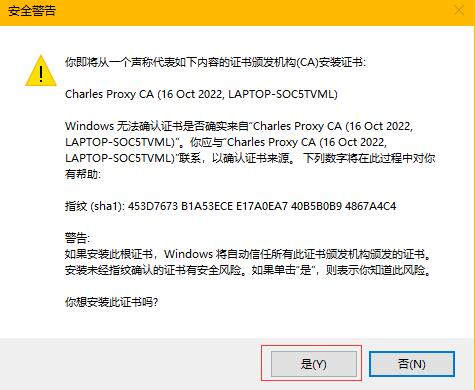 安全警告
你即将从一个声称代表如下内容的证书颁发机构(CA)安装证书:
Charles Proxy CA (16 Oct 2022, LAPTOP-SOC5TVML)
Windows 无法确认证书是否确实来自“Charles Proxy CA (16 Oct 2022,
LAPTOP-SOC5TVML)”。你应与“Charles Proxy CA (16 Oct 2022,
LAPTOP-SOC5TVML)”联系，以确认证书来源。 下列数字将在此过程中对你
有帮助:
指纹 (sha1): 453D7673 B1A53ECE E17A0EA7 40B5B0B9 4867A4C4
警告:
如果安装此根证书，Windows 将自动信任所有此证书颁发机构颁发的证书。
安装未经指纹确认的证书有安全风险。如果单击“是”，则表示你知道此风险。
你想安装此证书吗?
是(Y)
否(N)